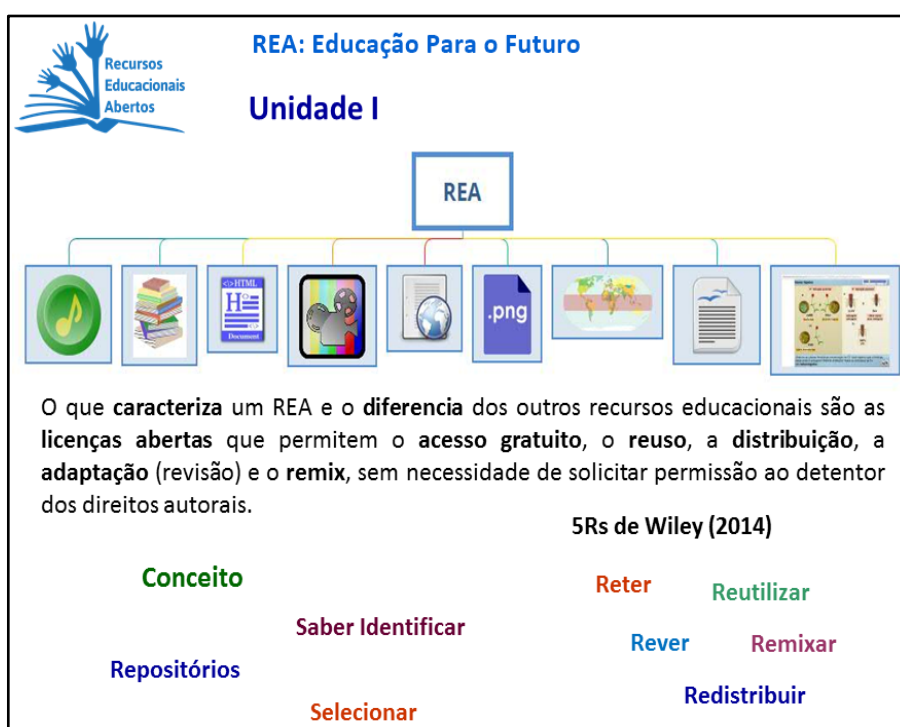 Recursos
Educacionais
Abertos
REA: Educação Para o Futuro
Unidade I
REA
<> HTML
H
Document
.png
O que caracteriza um REA e o diferencia dos outros recursos educacionais são as
licenças abertas que permitem o acesso gratuito, o reuso, a distribuição, a
adaptação (revisão) e o remix, sem necessidade de solicitar permissão ao detentor
dos direitos autorais.
5Rs de Wiley (2014)
Conceito
Reter
Reutilizar
Saber Identificar
Rever
Remixar
Repositórios
Redistribuir
Selecionar